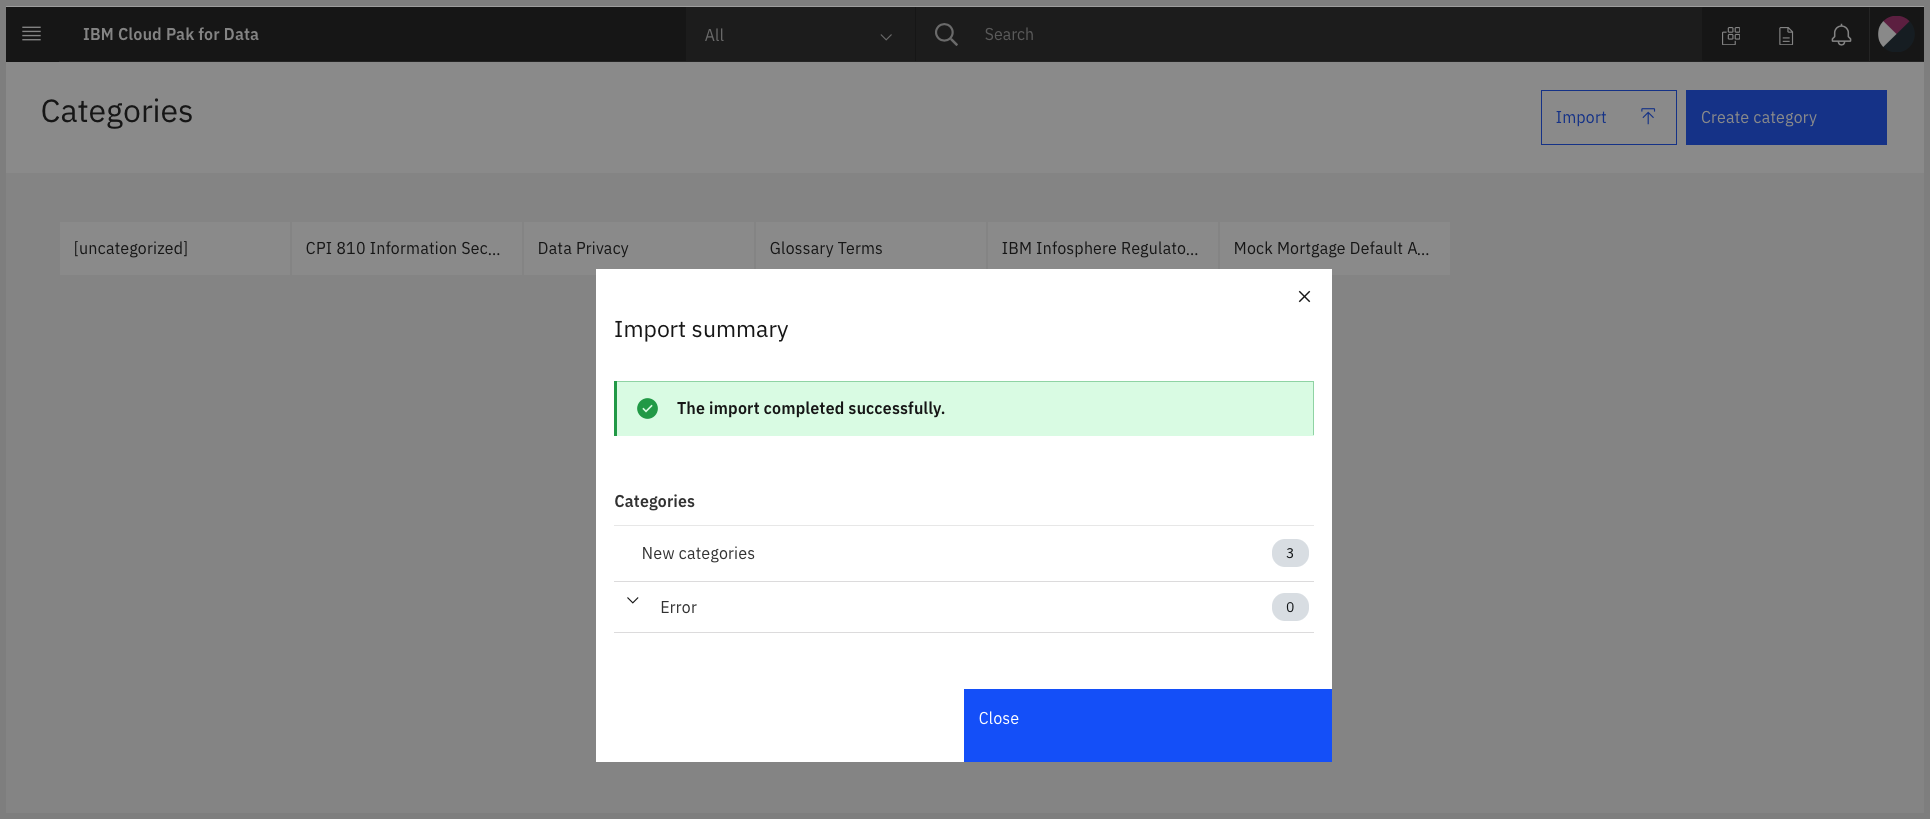 IBM Cloud Pak for Data
All
Search
Categories
Import
Create category
[uncategorized]
CPI 810 Information Sec...
Data Privacy
Glossary Terms
IBM Infosphere Regulato...
Mock Mortgage Default A...
Import summary
The import completed successfully.
Categories
New categories 3
Error 0
Close